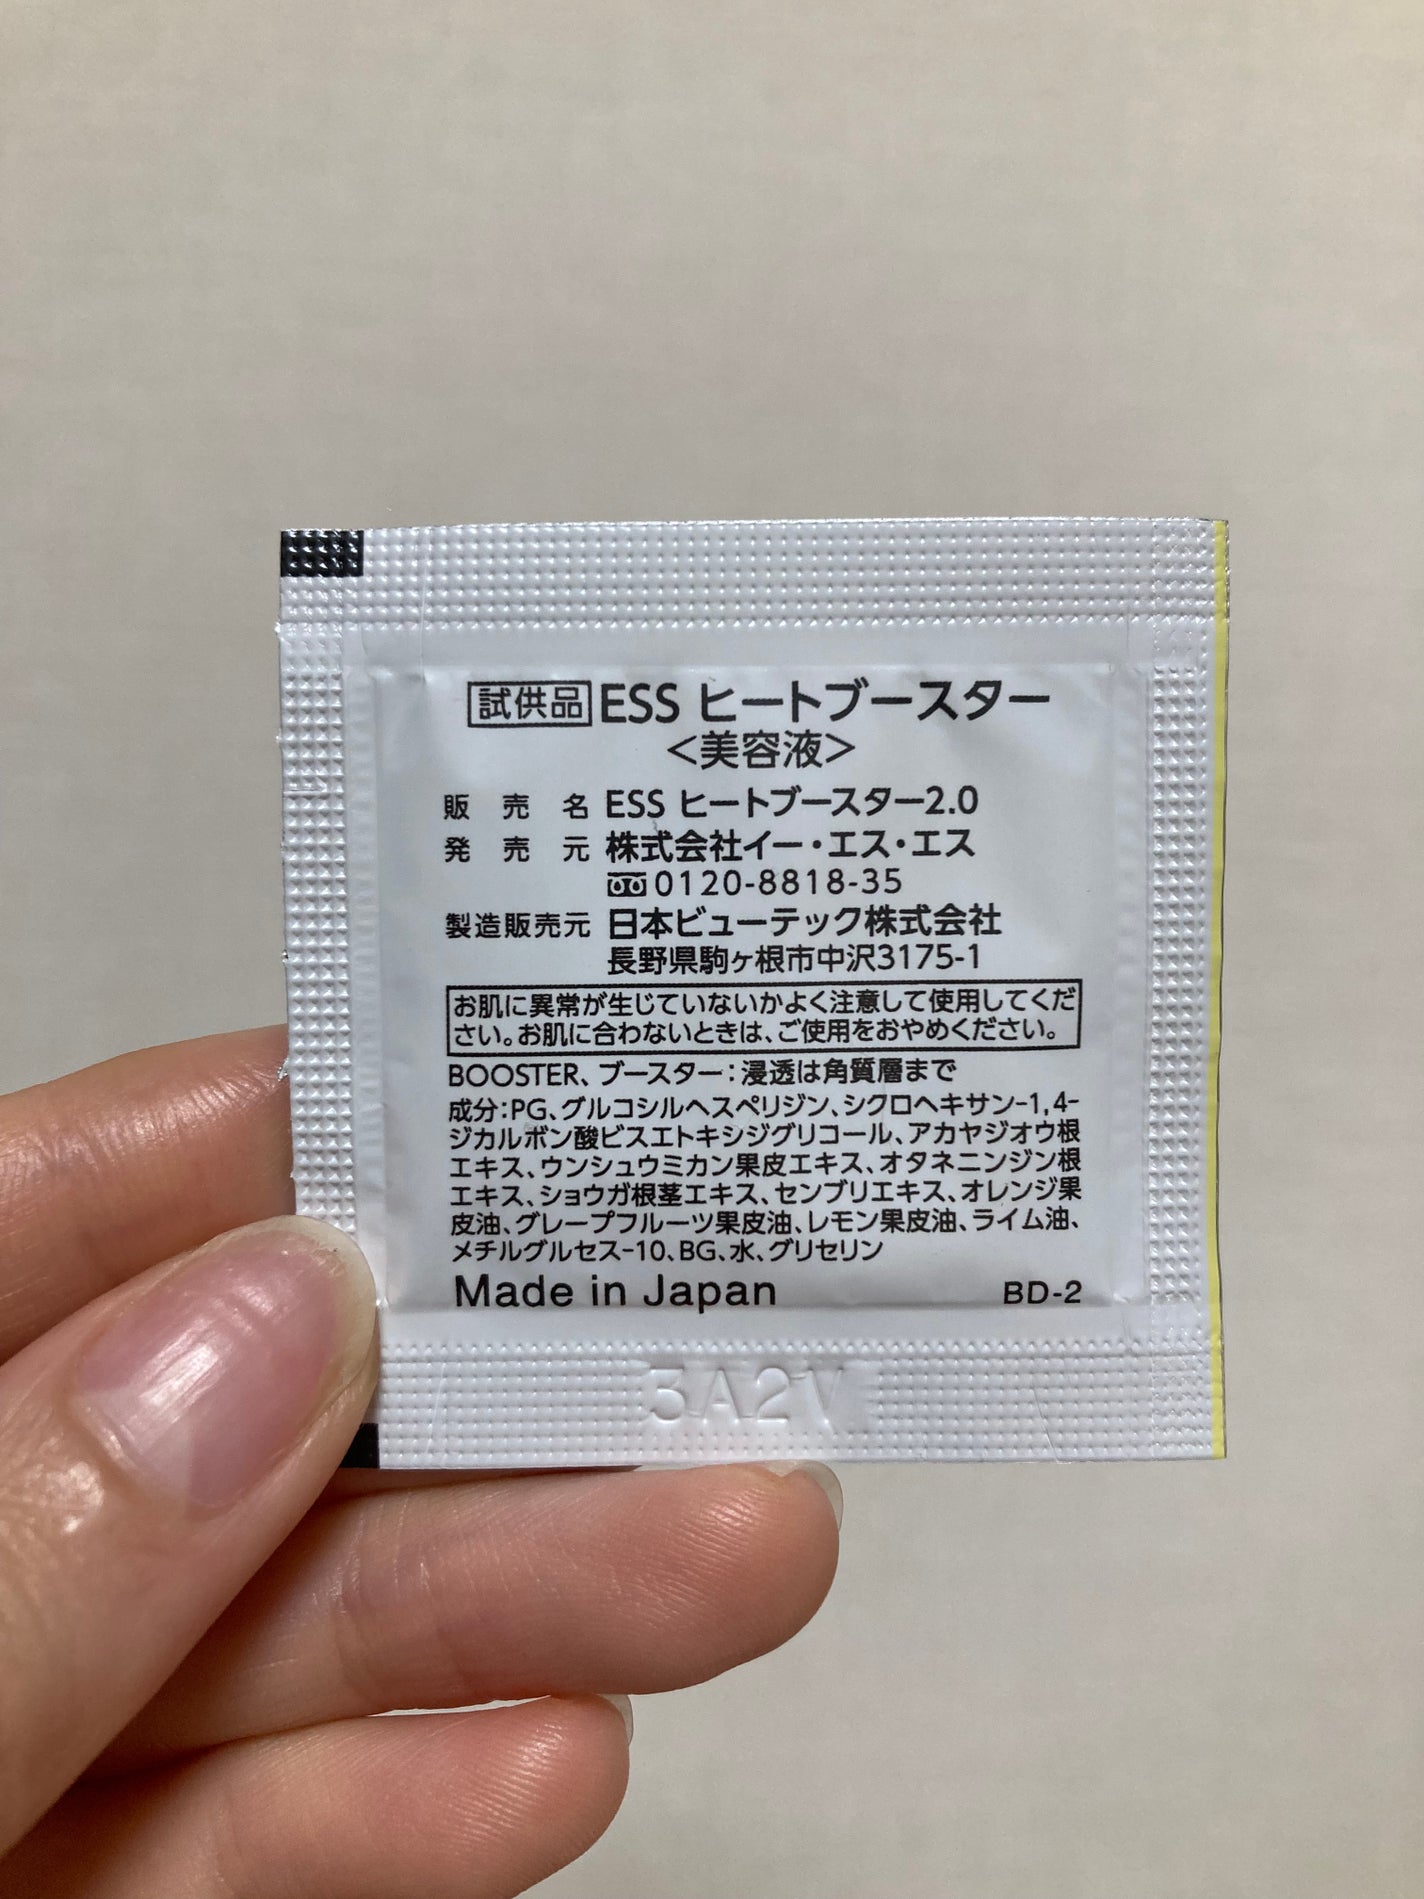 試供品 ESS ヒートブースター
<美容液>
販売名 ESS ヒートブースター2.0
発売元 株式会社イー・エス・エス
0120-8818-35
製造販売元 日本ビューテック株式会社
長野県駒ヶ根市中沢3175-1
お肌に異常が生じていないかよく注意して使用してくだ
さい。お肌に合わないときは、ご使用をおやめください。
BOOSTER、ブースター:浸透は角質層まで
成分:PG、グルコシルヘスペリジン、シクロヘキサン-1,4-
ジカルボン酸ビスエトキシジグリコール、アカヤジオウ根
エキス、ウンシュウミカン果皮エキス、オタネニンジン根
エキス、ショウガ根茎エキス、センブリエキス、オレンジ果
皮油、グレープフルーツ果皮油、レモン果皮油、ライム油、
メチルグルセス-10、BG、水、グリセリン
Made in Japan BD-2
3A21V